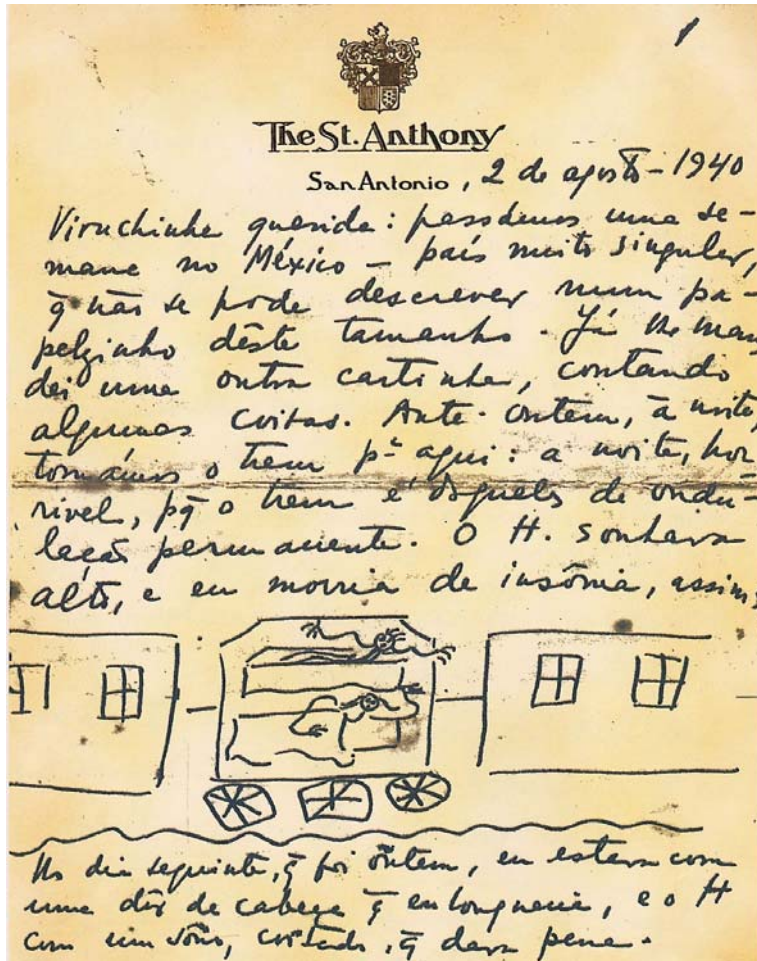 1
The St. Anthony
San Antonio, 2 de agosto - 1940
Viruchinha querida: passámos uma se-
mana no México - país muito singular,
q̃ não se pode descrever num pa-
pelzinho dêste tamanho. Já lhe man
dei uma outra cartinha, contando
algumas coisas. Ante-ontem, à noite,
tomámos o trem pª aqui: a noite, hor
rivel, pq̃ o trem é daqueles de ondu-
lação permanente. O H. sonhava
alto, e eu morria de insônia, assim:
No dia seguinte, q̃ foi ôntem, eu estava com
uma dôr de cabeça q̃ enlouquecia, e o H
com um sôno, coitado, q̃ dava pena.